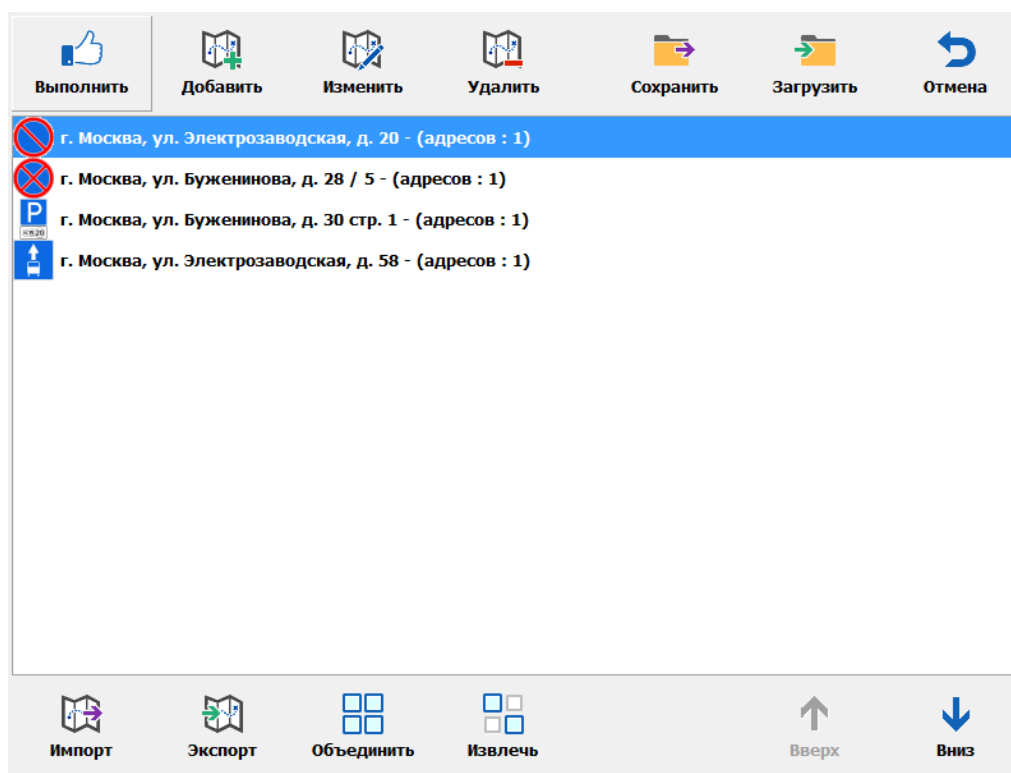 Выполнить Добавить Изменить Удалить Сохранить Загрузить Отмена
г. Москва, ул. Электрозаводская, д. 20 - (адресов : 1)
г. Москва, ул. Буженинова, д. 28 / 5 - (адресов : 1)
P
г. Москва, ул. Буженинова, д. 30 стр. 1 - (адресов : 1)
г. Москва, ул. Электрозаводская, д. 58 - (адресов : 1)
Импорт Экспорт Объединить Извлечь Вверх Вниз